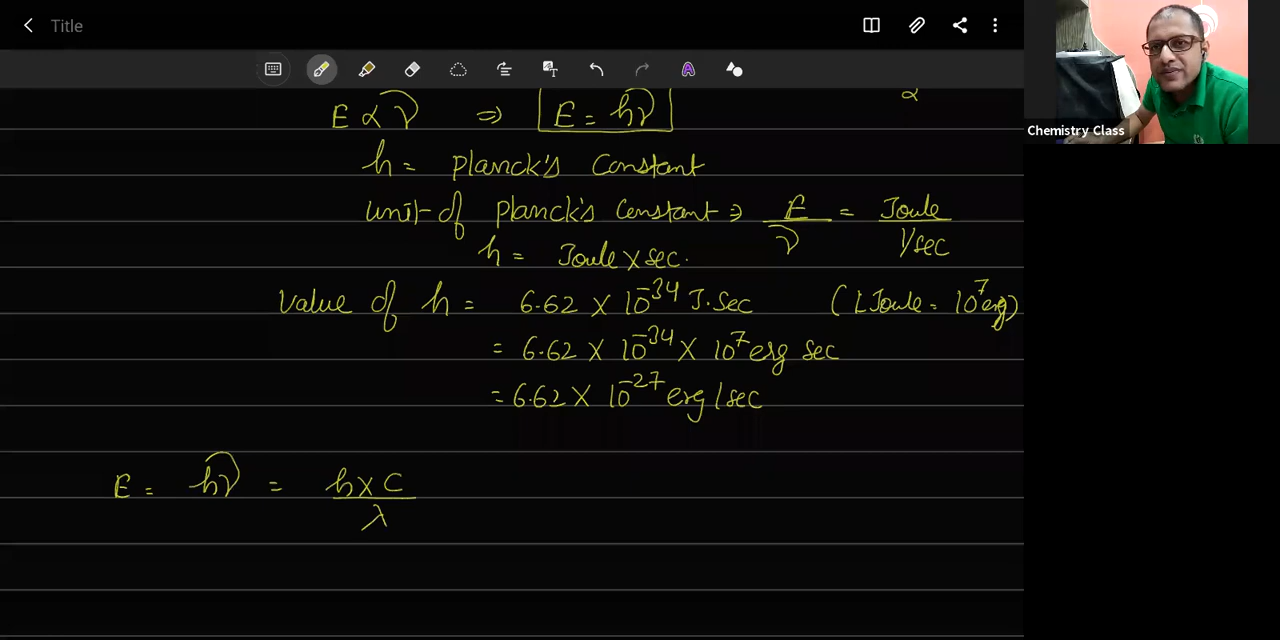 Title
α
E ∝ ν ⇒ E = hν
Chemistry Class
h = Planck's Constant
unit of Planck's Constant ⇒ E/ν = Joule/1/sec
h = Joule × sec.
Value of h = 6.62 × 10⁻³⁴ J.Sec (1 Joule = 10⁷ erg)
= 6.62 × 10⁻³⁴ × 10⁷ erg sec
= 6.62 × 10⁻²⁷ erg/sec
E = hν = h × C/λ